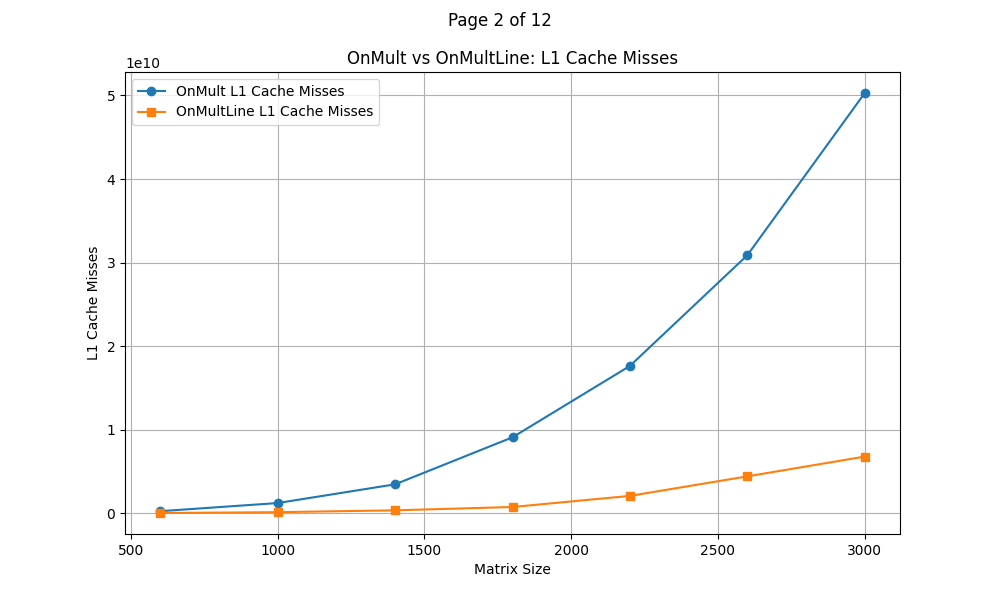 Page 2 of 12
OnMult vs OnMultLine: L1 Cache Misses
1e10
OnMult L1 Cache Misses
OnMultLine L1 Cache Misses
5
4
3
2
1
0
L1 Cache Misses
500 1000 1500 2000 2500 3000
Matrix Size